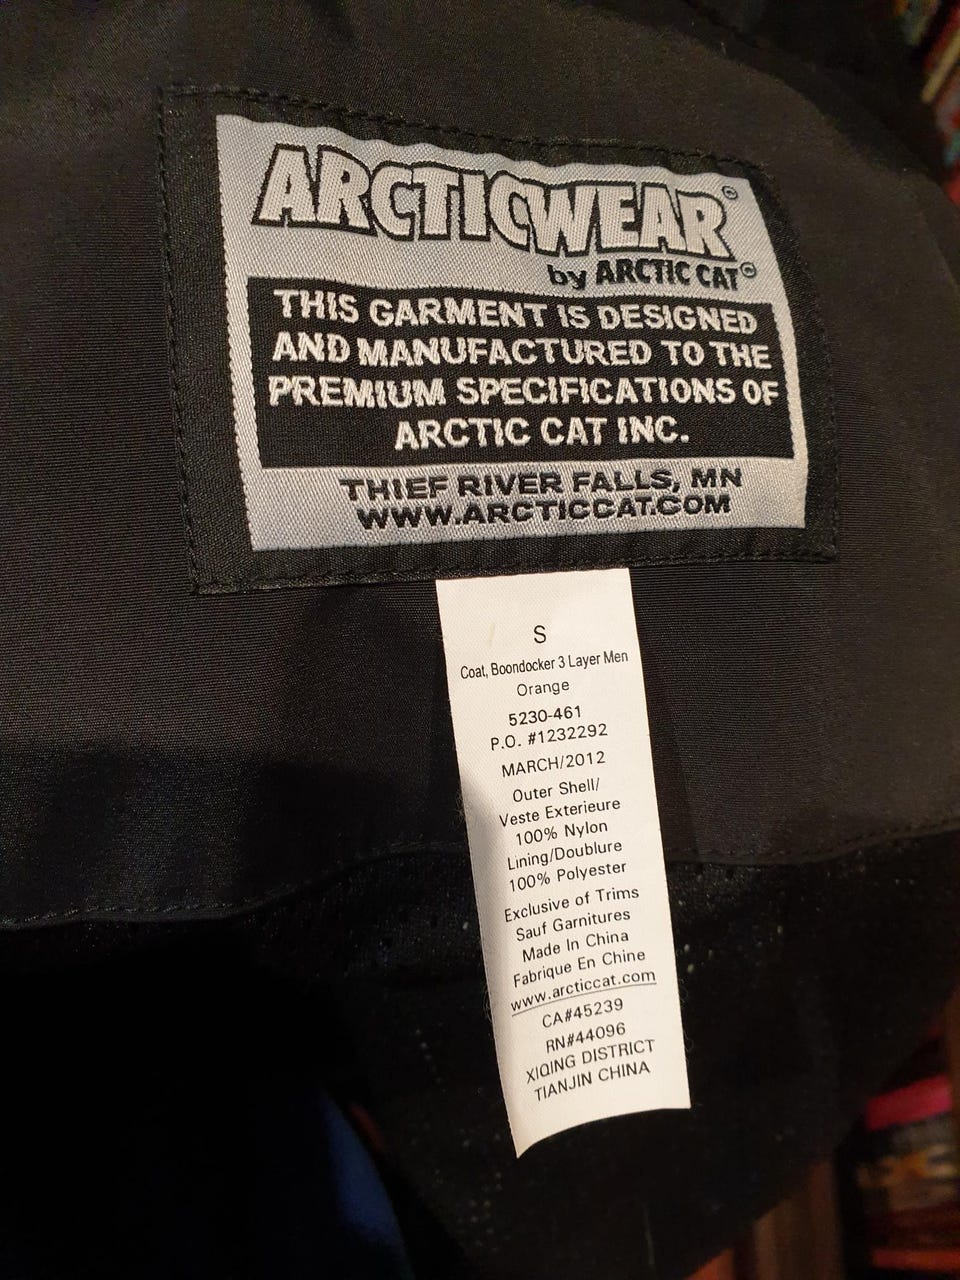 ARCTICWEAR©
by ARCTIC CAT©
THIS GARMENT IS DESIGNED
AND MANUFACTURED TO THE
PREMIUM SPECIFICATIONS OF
ARCTIC CAT INC.
THIEF RIVER FALLS, MN
WWW.ARCTICCAT.COM
S
Coat, Boondocker 3 Layer Men
Orange
5230-461
P.O. #1232292
MARCH/2012
Outer Shell/
Veste Exterieure
100% Nylon
Lining/Doublure
100% Polyester
Exclusive of Trims
Sauf Garnitures
Made In China
Fabrique En Chine
www.arcticcat.com
CA#45239
RN#44096
XIQING DISTRICT
TIANJIN CHINA